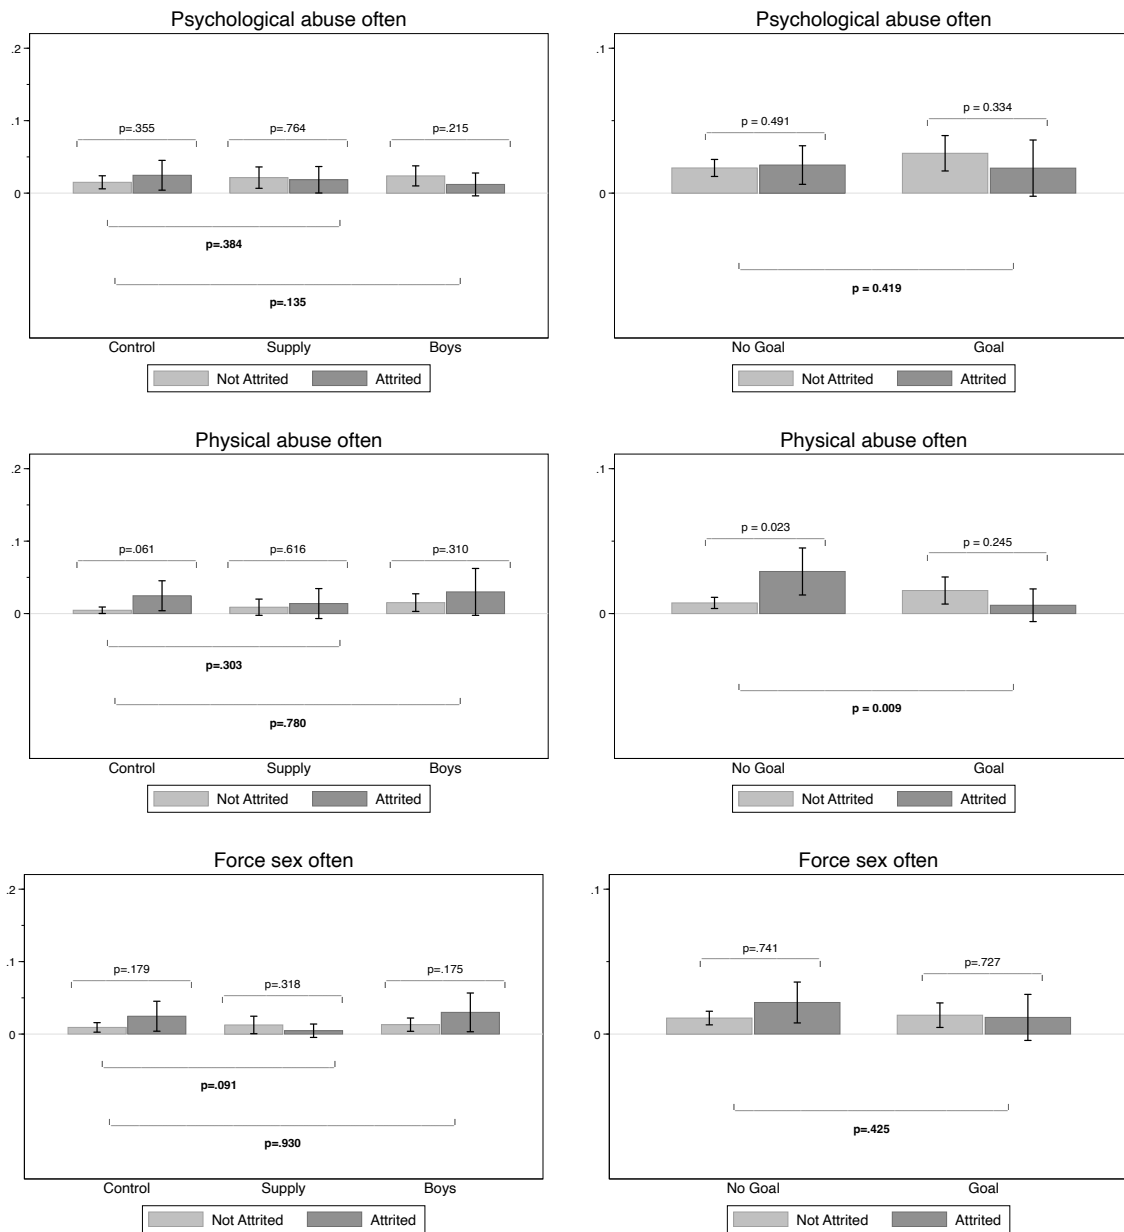 Psychological abuse often
.2
p=.355
p=.764
p=.215
.1
0
p=.384
p=.135
Control Supply Boys
Not Attrited Attrited
Psychological abuse often
.1
p = 0.491
p = 0.334
0
p = 0.419
No Goal Goal
Not Attrited Attrited
Physical abuse often
.2
p=.061
p=.616
p=.310
.1
0
p=.303
p=.780
Control Supply Boys
Not Attrited Attrited
Physical abuse often
.1
p = 0.023
p = 0.245
0
p = 0.009
No Goal Goal
Not Attrited Attrited
Force sex often
.2
p=.179
p=.318
p=.175
.1
0
p=.091
p=.930
Control Supply Boys
Not Attrited Attrited
Force sex often
.1
p=.741
p=.727
0
p=.425
No Goal Goal
Not Attrited Attrited